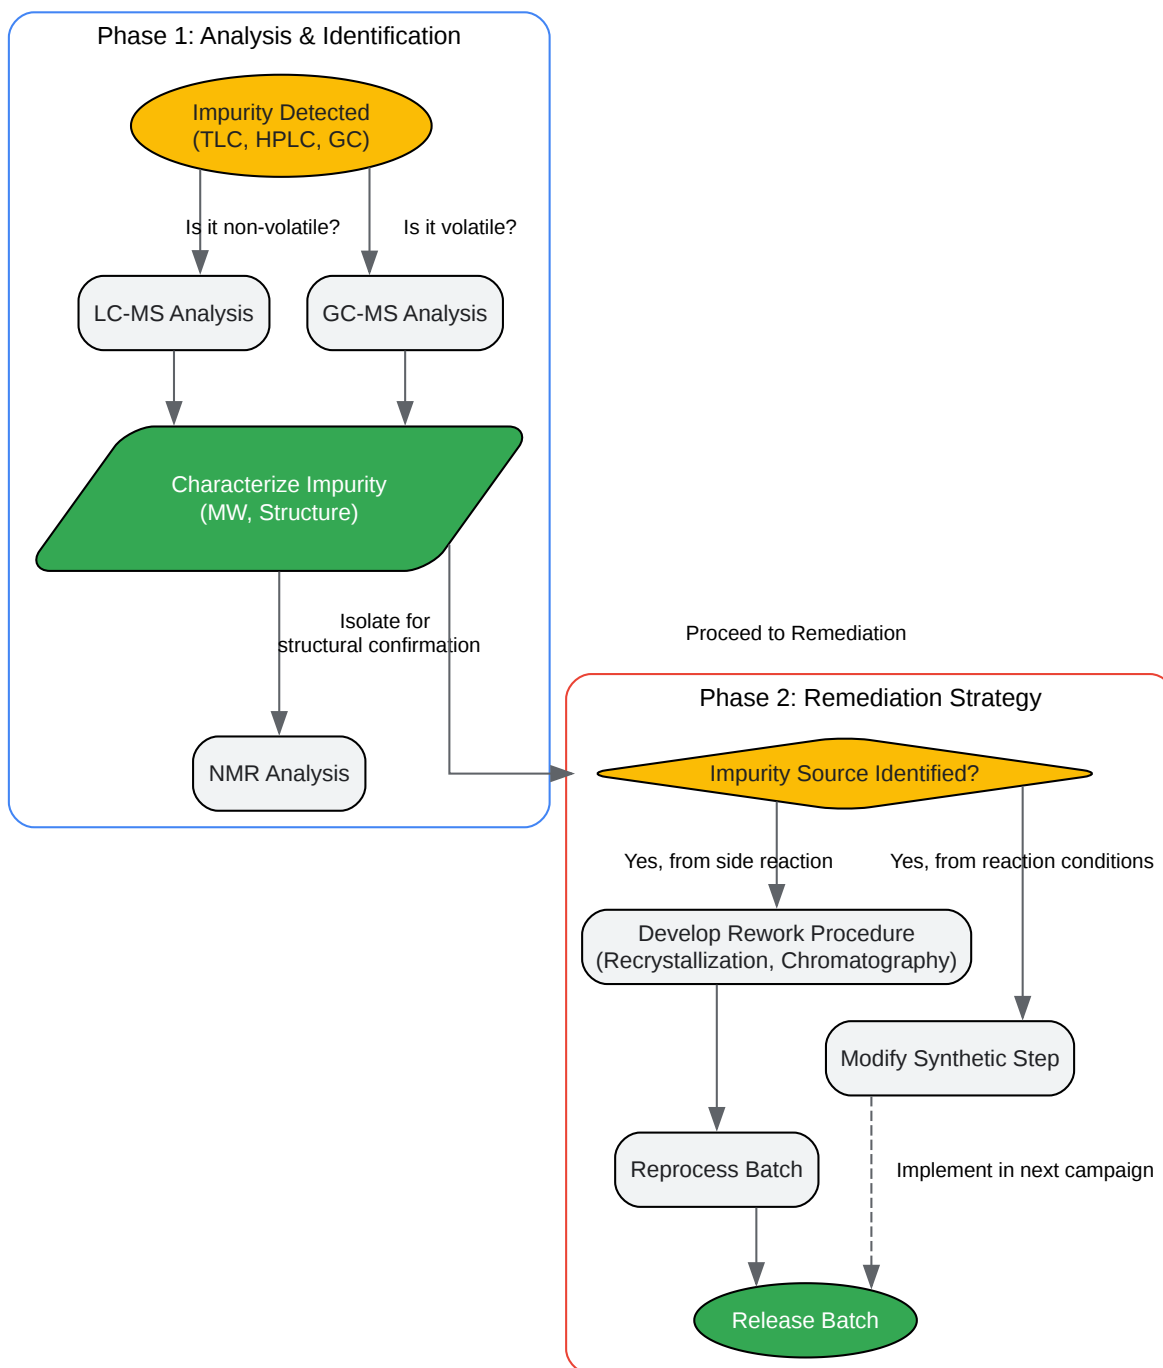 Phase 1: Analysis & Identification
Impurity Detected
(TLC, HPLC, GC)
Is it non-volatile?
Is it volatile?
LC-MS Analysis
GC-MS Analysis
Characterize Impurity
(MW, Structure)
Isolate for
structural confirmation
NMR Analysis
Proceed to Remediation
Phase 2: Remediation Strategy
Impurity Source Identified?
Yes, from side reaction
Yes, from reaction conditions
Develop Rework Procedure
(Recrystallization, Chromatography)
Modify Synthetic Step
Reprocess Batch
Implement in next campaign
Release Batch